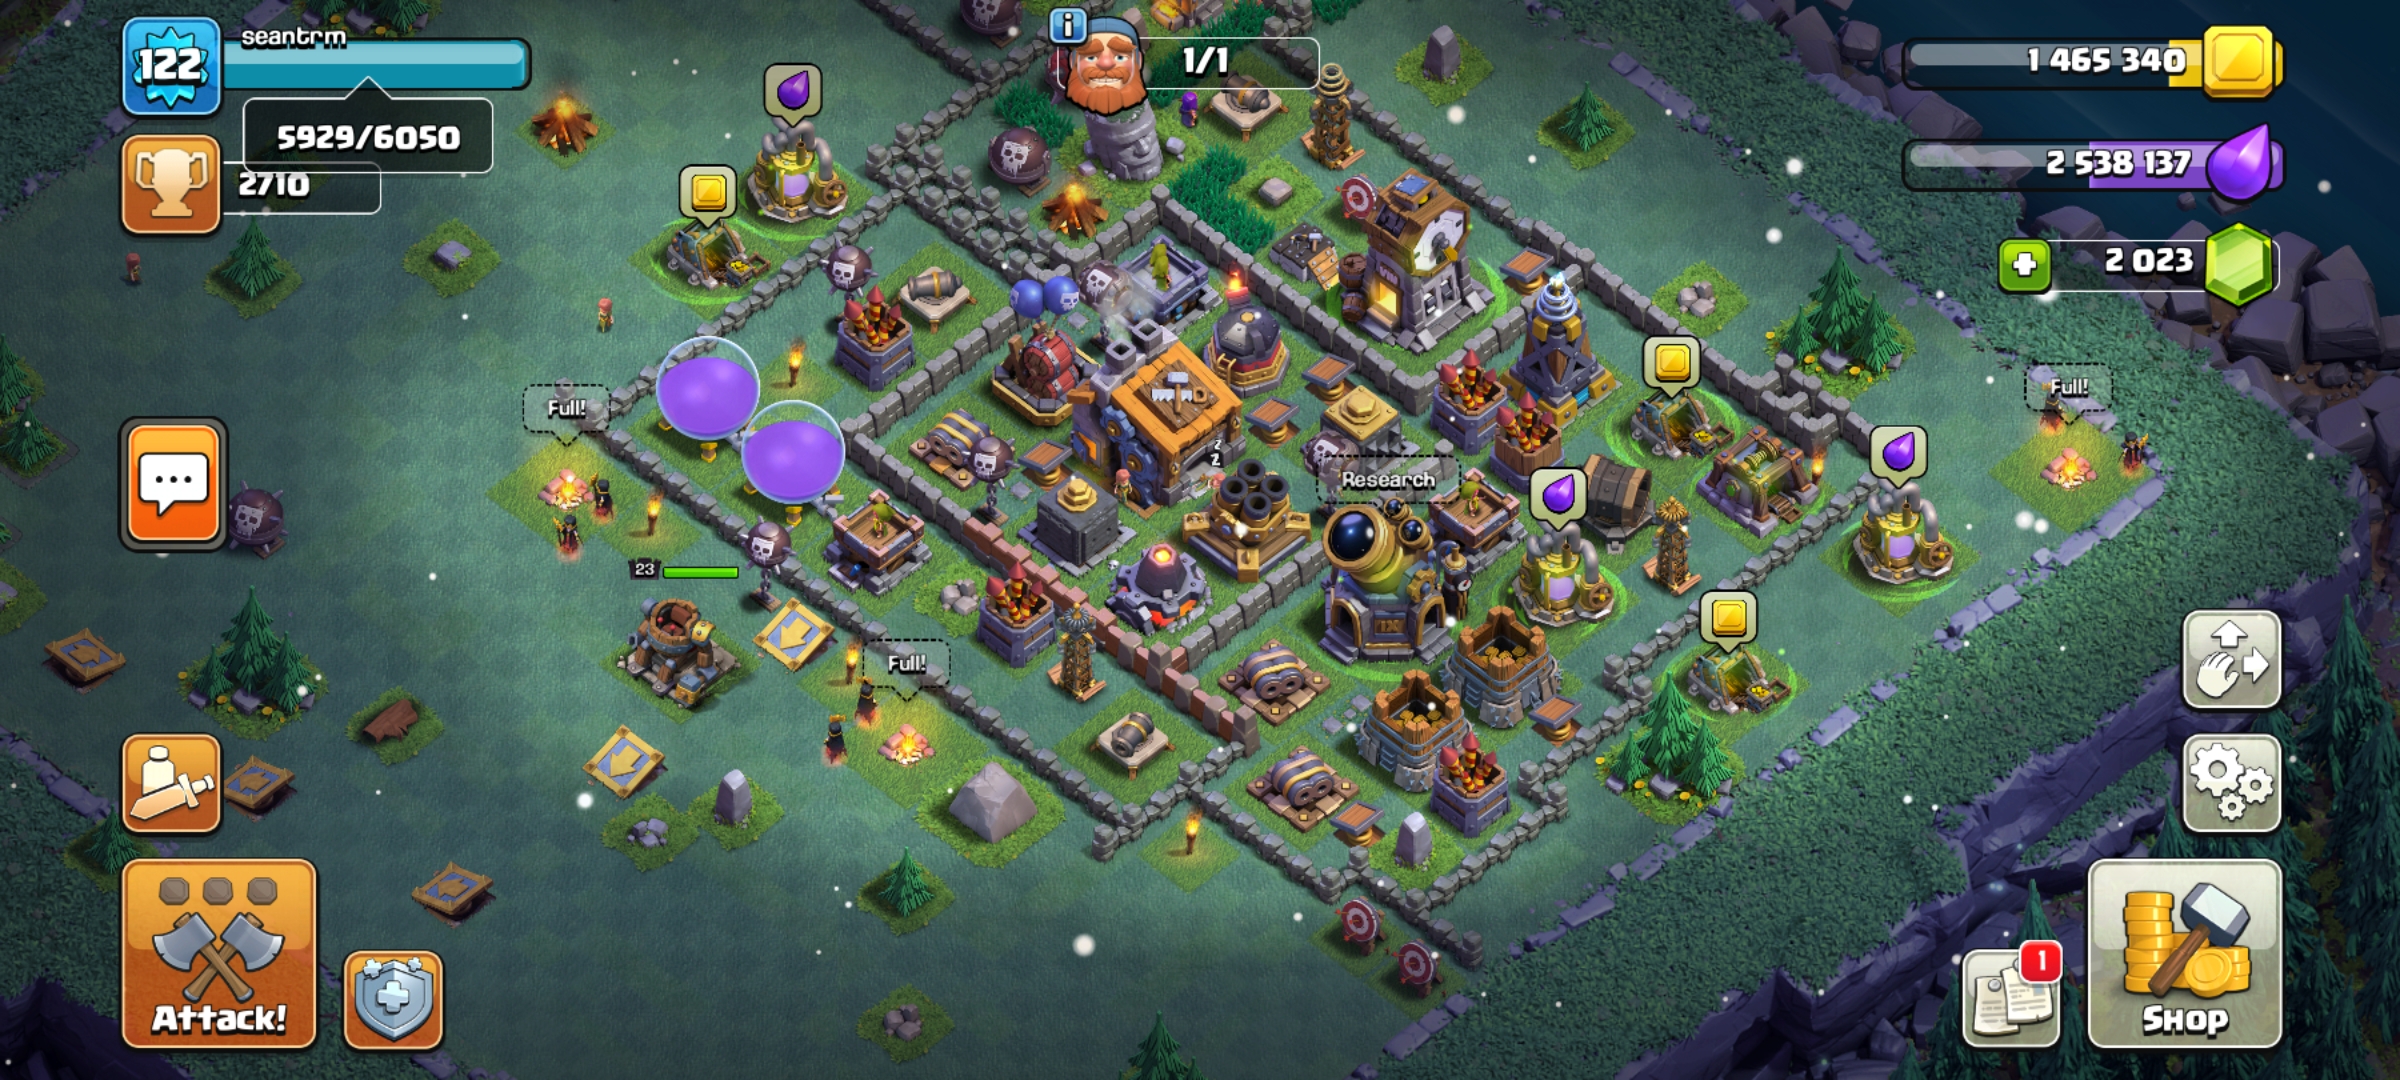 122
seantrm
5929/6050
2710
i
1/1
1 465 340
2 538 137
2 023
Full!
Full!
Research
z
z
23
Full!
IX
Attack!
1
Shop